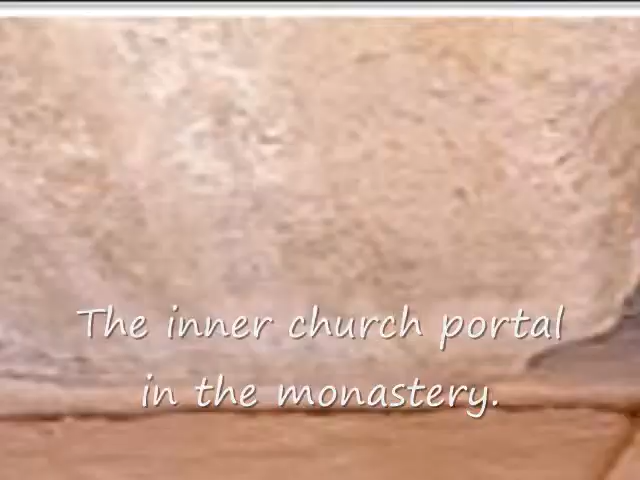 The inner church portal
in the monastery.